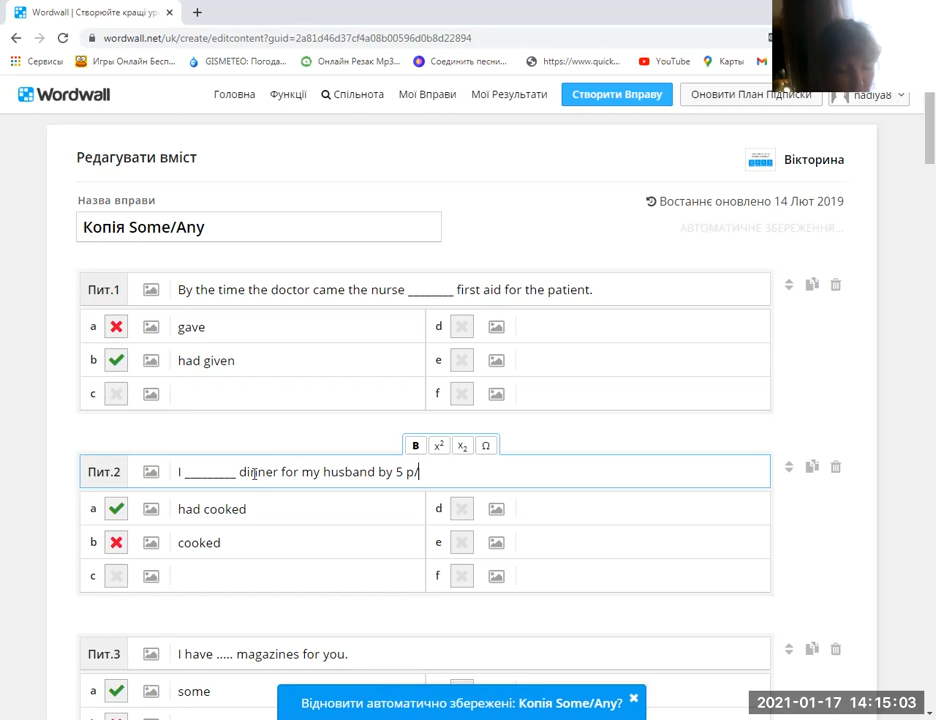 Wordwall | Створюйте кращі ур
wordwall.net/uk/create/editcontent?guid=2a81d46d37cf4a08b00596d0b8d22894
Сервисы Игры Онлайн Бесп... GISMETEO: Погода... Онлайн Резак Mp3... Соединить песни... https://www.quick... YouTube Карты
Wordwall Головна Функції Спільнота Мої Вправи Мої Результати Створити Вправу Оновити План Підписки nadiya8
Редагувати вміст Вікторина
Назва вправи Востаннє оновлено 14 Лют 2019
Копія Some/Any АВТОМАТИЧНЕ ЗБЕРЕЖЕННЯ...
Пит.1 By the time the doctor came the nurse ________ first aid for the patient.
a gave d
b had given e
c f
B x² x₂ Ω
Пит.2 I _________ dinner for my husband by 5 p/
a had cooked d
b cooked e
c f
Пит.3 I have ..... magazines for you.
a some
Відновити автоматично збережені: Копія Some/Any?
2021-01-17 14:15:03